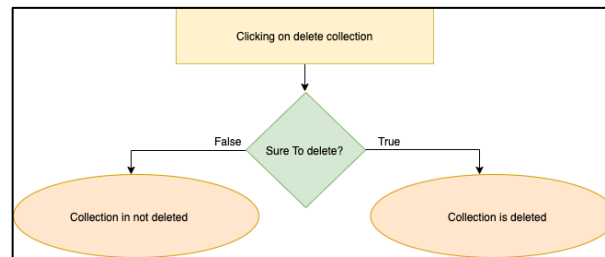 Clicking on delete collection
False
Sure To delete?
True
Collection in not deleted
Collection is deleted